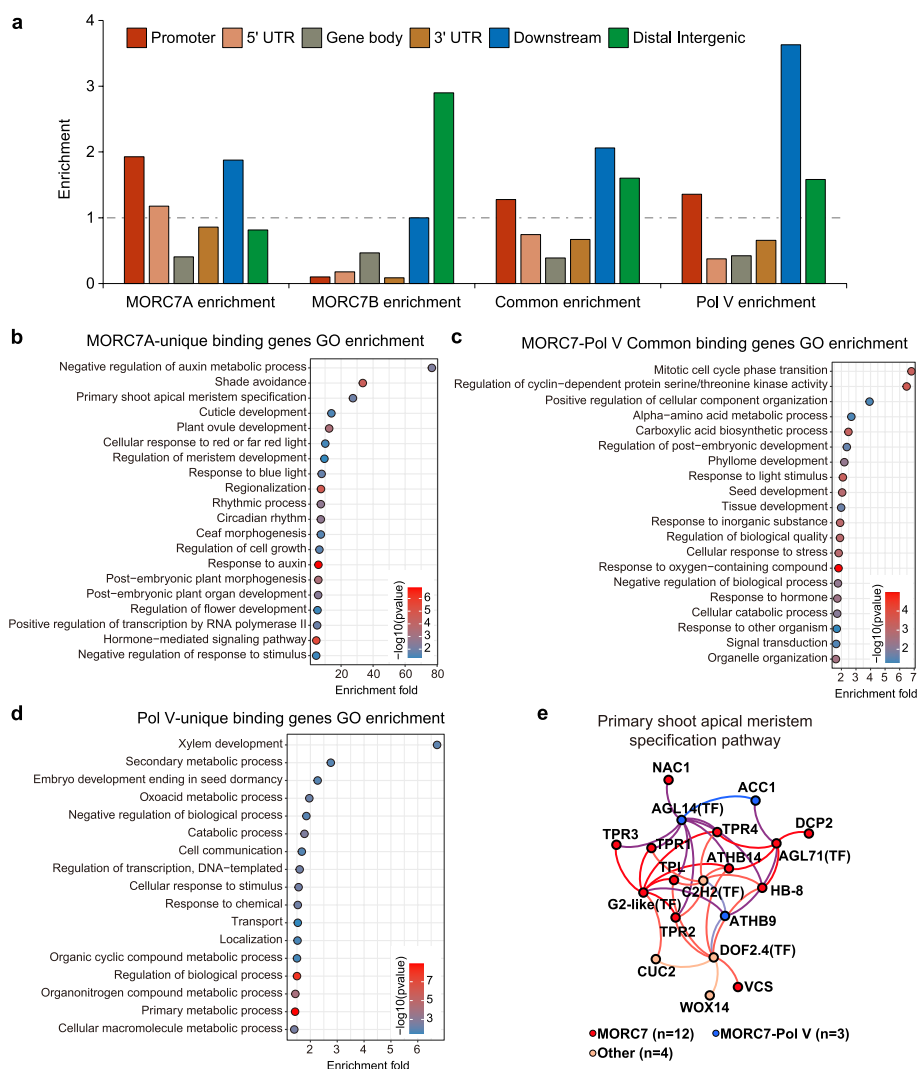 a
4
3
2
1
0
Enrichment
Promoter 5' UTR Gene body 3' UTR Downstream Distal Intergenic
MORC7A enrichment MORC7B enrichment Common enrichment Pol V enrichment
b
MORC7A-unique binding genes GO enrichment
Negative regulation of auxin metabolic process
Shade avoidance
Primary shoot apical meristem specification
Cuticle development
Plant ovule development
Cellular response to red or far red light
Regulation of meristem development
Response to blue light
Regionalization
Rhythmic process
Circadian rhythm
Ceaf morphogenesis
Regulation of cell growth
Response to auxin
Post-embryonic plant morphogenesis
Post-embryonic plant organ development
Regulation of flower development
Positive regulation of transcription by RNA polymerase II
Hormone-mediated signaling pathway
Negative regulation of response to stimulus
−log10(pvalue)
6
5
4
3
2
20 40 60 80
Enrichment fold
c
MORC7-Pol V Common binding genes GO enrichment
Mitotic cell cycle phase transition
Regulation of cyclin-dependent protein serine/threonine kinase activity
Positive regulation of cellular component organization
Alpha-amino acid metabolic process
Carboxylic acid biosynthetic process
Regulation of post-embryonic development
Phyllome development
Response to light stimulus
Seed development
Tissue development
Response to inorganic substance
Regulation of biological quality
Cellular response to stress
Response to oxygen-containing compound
Negative regulation of biological process
Response to hormone
Cellular catabolic process
Response to other organism
Signal transduction
Organelle organization
−log10(pvalue)
4
3
2
2 3 4 5 6 7
Enrichment fold
d
Pol V-unique binding genes GO enrichment
Xylem development
Secondary metabolic process
Embryo development ending in seed dormancy
Oxoacid metabolic process
Negative regulation of biological process
Catabolic process
Cell communication
Regulation of transcription, DNA-templated
Cellular response to stimulus
Response to chemical
Transport
Localization
Organic cyclic compound metabolic process
Regulation of biological process
Organonitrogen compound metabolic process
Primary metabolic process
Cellular macromolecule metabolic process
−log10(pvalue)
7
5
3
2 3 4 5 6
Enrichment fold
e
Primary shoot apical meristem
specification pathway
NAC1
ACC1
AGL14(TF)
DCP2
TPR3 TPR1 TPR4
AGL71(TF)
ATHB14
TPL
C2H2(TF) HB-8
G2-like(TF)
ATHB9
TPR2
DOF2.4(TF)
CUC2
VCS
WOX14
MORC7 (n=12) MORC7-Pol V (n=3)
Other (n=4)